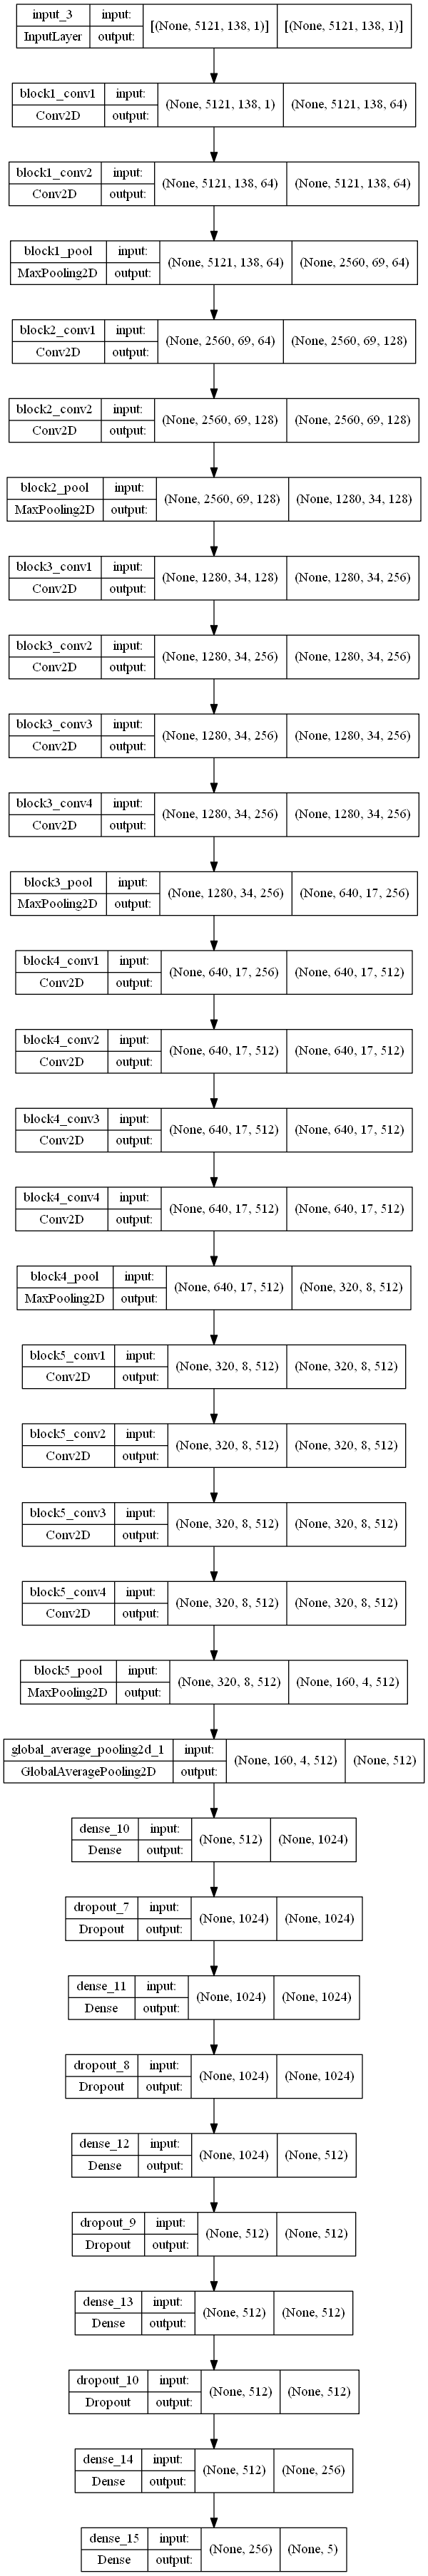 input_3 input: [(None, 5121, 138, 1)] [(None, 5121, 138, 1)]
InputLayer output:
block1_conv1 input: (None, 5121, 138, 1) (None, 5121, 138, 64)
Conv2D output:
block1_conv2 input: (None, 5121, 138, 64) (None, 5121, 138, 64)
Conv2D output:
block1_pool input: (None, 5121, 138, 64) (None, 2560, 69, 64)
MaxPooling2D output:
block2_conv1 input: (None, 2560, 69, 64) (None, 2560, 69, 128)
Conv2D output:
block2_conv2 input: (None, 2560, 69, 128) (None, 2560, 69, 128)
Conv2D output:
block2_pool input: (None, 2560, 69, 128) (None, 1280, 34, 128)
MaxPooling2D output:
block3_conv1 input: (None, 1280, 34, 128) (None, 1280, 34, 256)
Conv2D output:
block3_conv2 input: (None, 1280, 34, 256) (None, 1280, 34, 256)
Conv2D output:
block3_conv3 input: (None, 1280, 34, 256) (None, 1280, 34, 256)
Conv2D output:
block3_conv4 input: (None, 1280, 34, 256) (None, 1280, 34, 256)
Conv2D output:
block3_pool input: (None, 1280, 34, 256) (None, 640, 17, 256)
MaxPooling2D output:
block4_conv1 input: (None, 640, 17, 256) (None, 640, 17, 512)
Conv2D output:
block4_conv2 input: (None, 640, 17, 512) (None, 640, 17, 512)
Conv2D output:
block4_conv3 input: (None, 640, 17, 512) (None, 640, 17, 512)
Conv2D output:
block4_conv4 input: (None, 640, 17, 512) (None, 640, 17, 512)
Conv2D output:
block4_pool input: (None, 640, 17, 512) (None, 320, 8, 512)
MaxPooling2D output:
block5_conv1 input: (None, 320, 8, 512) (None, 320, 8, 512)
Conv2D output:
block5_conv2 input: (None, 320, 8, 512) (None, 320, 8, 512)
Conv2D output:
block5_conv3 input: (None, 320, 8, 512) (None, 320, 8, 512)
Conv2D output:
block5_conv4 input: (None, 320, 8, 512) (None, 320, 8, 512)
Conv2D output:
block5_pool input: (None, 320, 8, 512) (None, 160, 4, 512)
MaxPooling2D output:
global_average_pooling2d_1 input: (None, 160, 4, 512) (None, 512)
GlobalAveragePooling2D output:
dense_10 input: (None, 512) (None, 1024)
Dense output:
dropout_7 input: (None, 1024) (None, 1024)
Dropout output:
dense_11 input: (None, 1024) (None, 1024)
Dense output:
dropout_8 input: (None, 1024) (None, 1024)
Dropout output:
dense_12 input: (None, 1024) (None, 512)
Dense output:
dropout_9 input: (None, 512) (None, 512)
Dropout output:
dense_13 input: (None, 512) (None, 512)
Dense output:
dropout_10 input: (None, 512) (None, 512)
Dropout output:
dense_14 input: (None, 512) (None, 256)
Dense output:
dense_15 input: (None, 256) (None, 5)
Dense output: